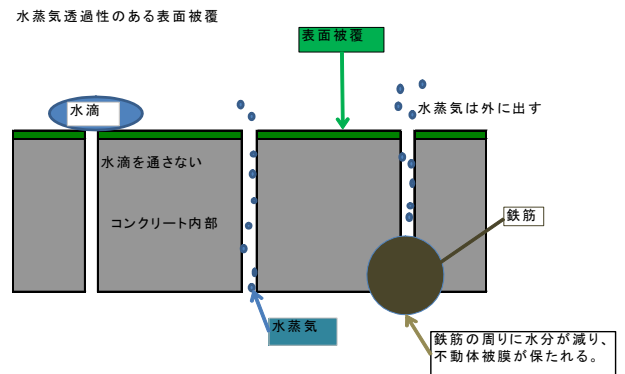 水蒸気透過性のある表面被覆
表面被覆
水滴
水蒸気は外に出す
水滴を通さない
コンクリート内部
鉄筋
水蒸気
鉄筋の周りに水分が減り、
不動体被膜が保たれる。